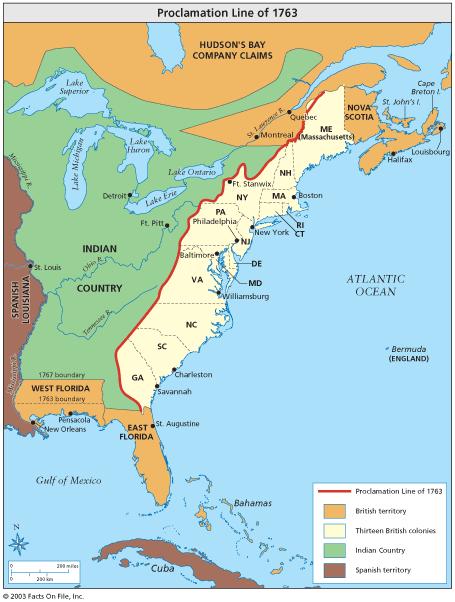 Proclamation Line of 1763
HUDSON'S BAY
COMPANY CLAIMS
Lake
Superior
Cape
Breton I.
St. John's I.
NOVA
SCOTIA
Quebec
St. Lawrence R.
Montreal
ME
(Massachusetts)
Louisbourg
Halifax
Mississippi R.
Lake Michigan
Lake
Huron
Lake Ontario
NH
Ft. Stanwix
Detroit
Lake Erie
NY
MA
Boston
Ft. Pitt
PA
Philadelphia
RI
CT
New York
NJ
INDIAN
COUNTRY
Baltimore
DE
MD
Ohio R.
St. Louis
VA
Williamsburg
ATLANTIC
OCEAN
SPANISH
LOUISIANA
Tennessee R.
NC
SC
Bermuda
(ENGLAND)
Mississippi R.
1767 boundary
WEST FLORIDA
1763 boundary
GA
Charleston
Savannah
Pensacola
New Orleans
EAST
FLORIDA
St. Augustine
Gulf of Mexico
Bahamas
Cuba
N
Proclamation Line of 1763
British territory
Thirteen British colonies
Indian Country
Spanish territory
0 200 miles
0 200 km
© 2003 Facts On File, Inc.